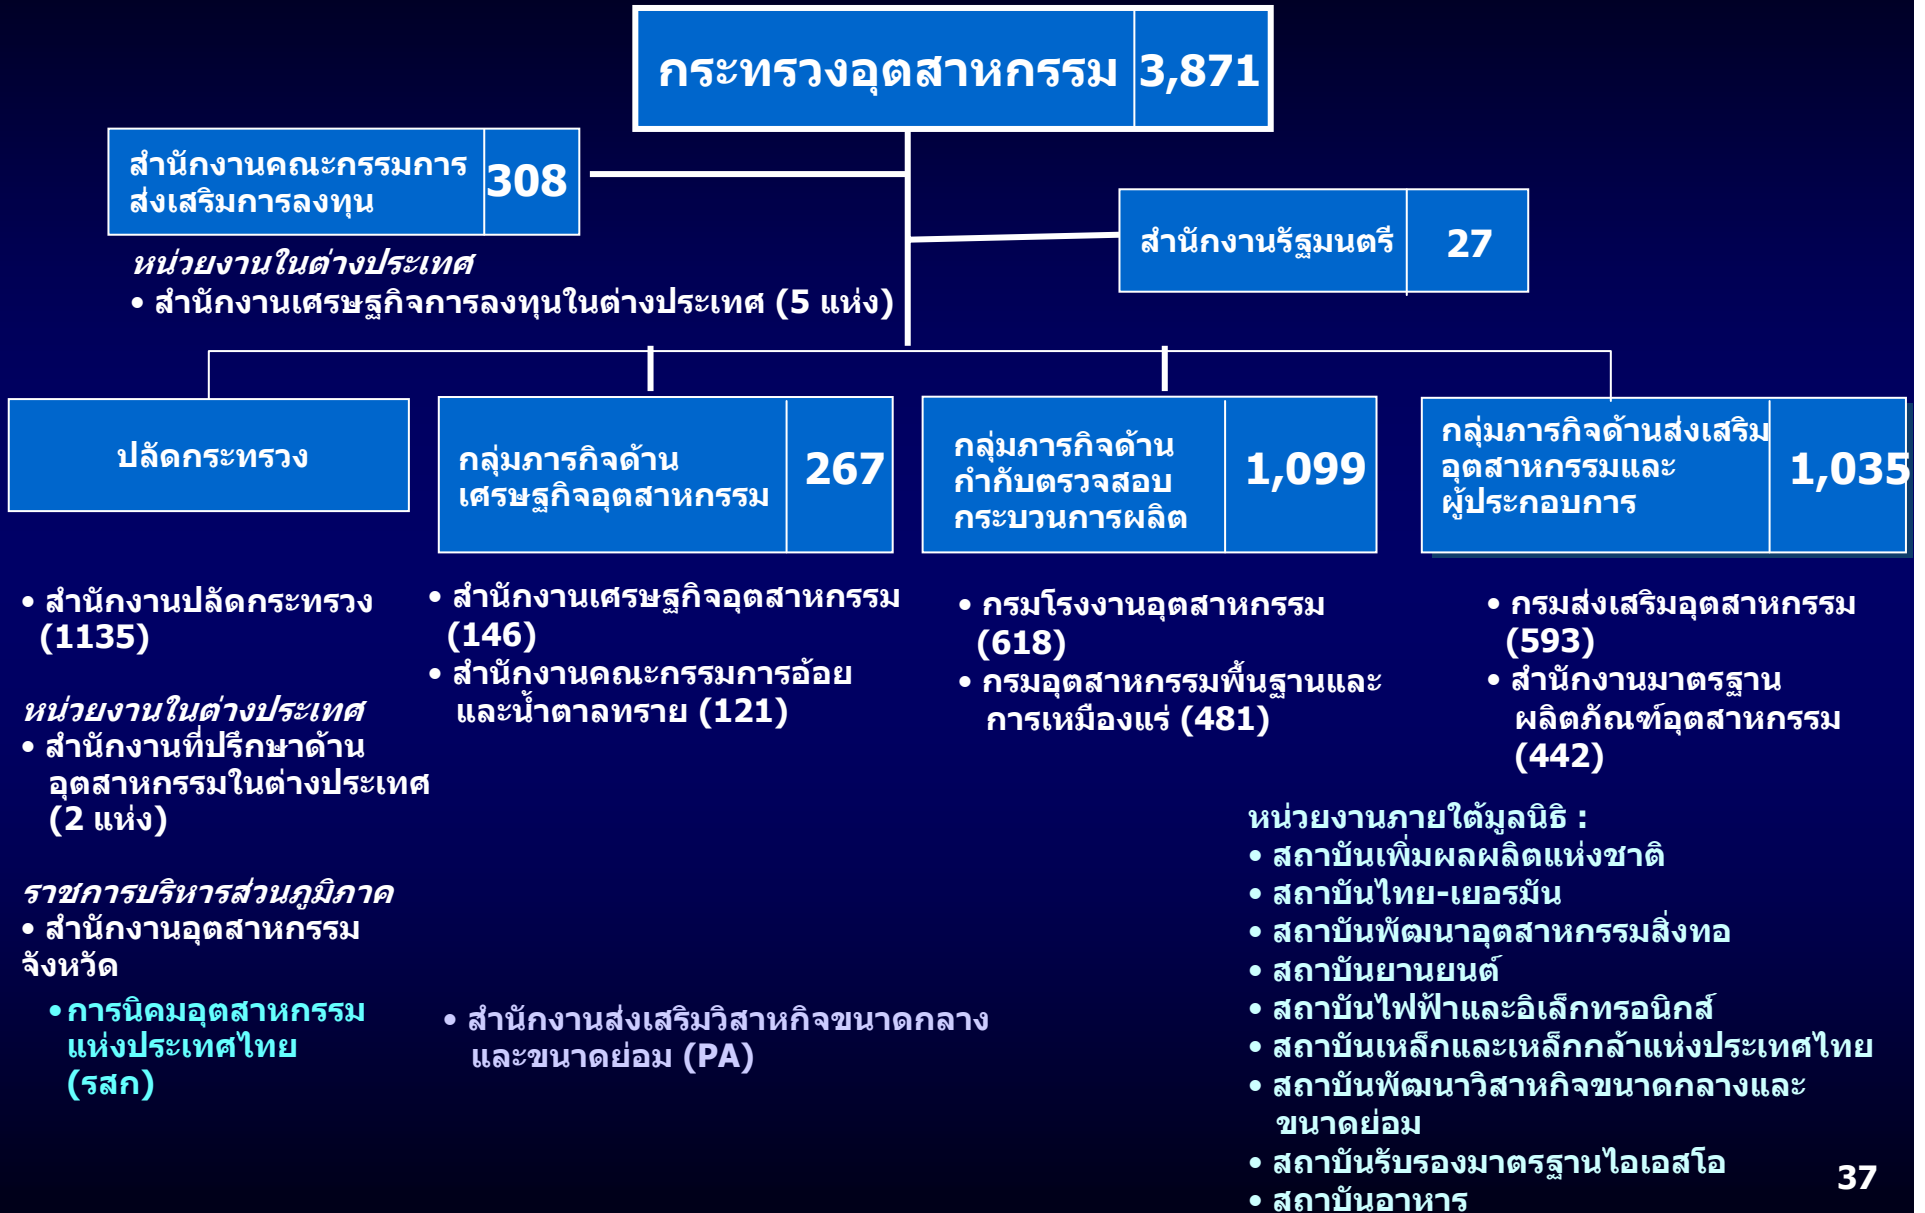 กระทรวงอุตสาหกรรม 3,871
สำนักงานคณะกรรมการ
ส่งเสริมการลงทุน
308
หน่วยงานในต่างประเทศ
• สำนักงานเศรษฐกิจการลงทุนในต่างประเทศ (5 แห่ง)
สำนักงานรัฐมนตรี 27
ปลัดกระทรวง
• สำนักงานปลัดกระทรวง
(1135)
หน่วยงานในต่างประเทศ
• สำนักงานที่ปรึกษาด้าน
อุตสาหกรรมในต่างประเทศ
(2 แห่ง)
ราชการบริหารส่วนภูมิภาค
• สำนักงานอุตสาหกรรม
จังหวัด
•การนิคมอุตสาหกรรม
แห่งประเทศไทย
(รสก)
กลุ่มภารกิจด้าน
เศรษฐกิจอุตสาหกรรม
267
• สำนักงานเศรษฐกิจอุตสาหกรรม
(146)
• สำนักงานคณะกรรมการอ้อย
และน้ำตาลทราย (121)
• สำนักงานส่งเสริมวิสาหกิจขนาดกลาง
และขนาดย่อม (PA)
กลุ่มภารกิจด้าน
กำกับตรวจสอบ
กระบวนการผลิต
1,099
• กรมโรงงานอุตสาหกรรม
(618)
• กรมอุตสาหกรรมพื้นฐานและ
การเหมืองแร่ (481)
กลุ่มภารกิจด้านส่งเสริม
อุตสาหกรรมและ
ผู้ประกอบการ
1,035
• กรมส่งเสริมอุตสาหกรรม
(593)
• สำนักงานมาตรฐาน
ผลิตภัณฑ์อุตสาหกรรม
(442)
หน่วยงานภายใต้มูลนิธิ :
• สถาบันเพิ่มผลผลิตแห่งชาติ
• สถาบันไทย-เยอรมัน
• สถาบันพัฒนาอุตสาหกรรมสิ่งทอ
• สถาบันยานยนต์
• สถาบันไฟฟ้าและอิเล็กทรอนิกส์
• สถาบันเหล็กและเหล็กกล้าแห่งประเทศไทย
• สถาบันพัฒนาวิสาหกิจขนาดกลางและ
ขนาดย่อม
• สถาบันรับรองมาตรฐานไอเอสโอ
• สถาบันอาหาร
37